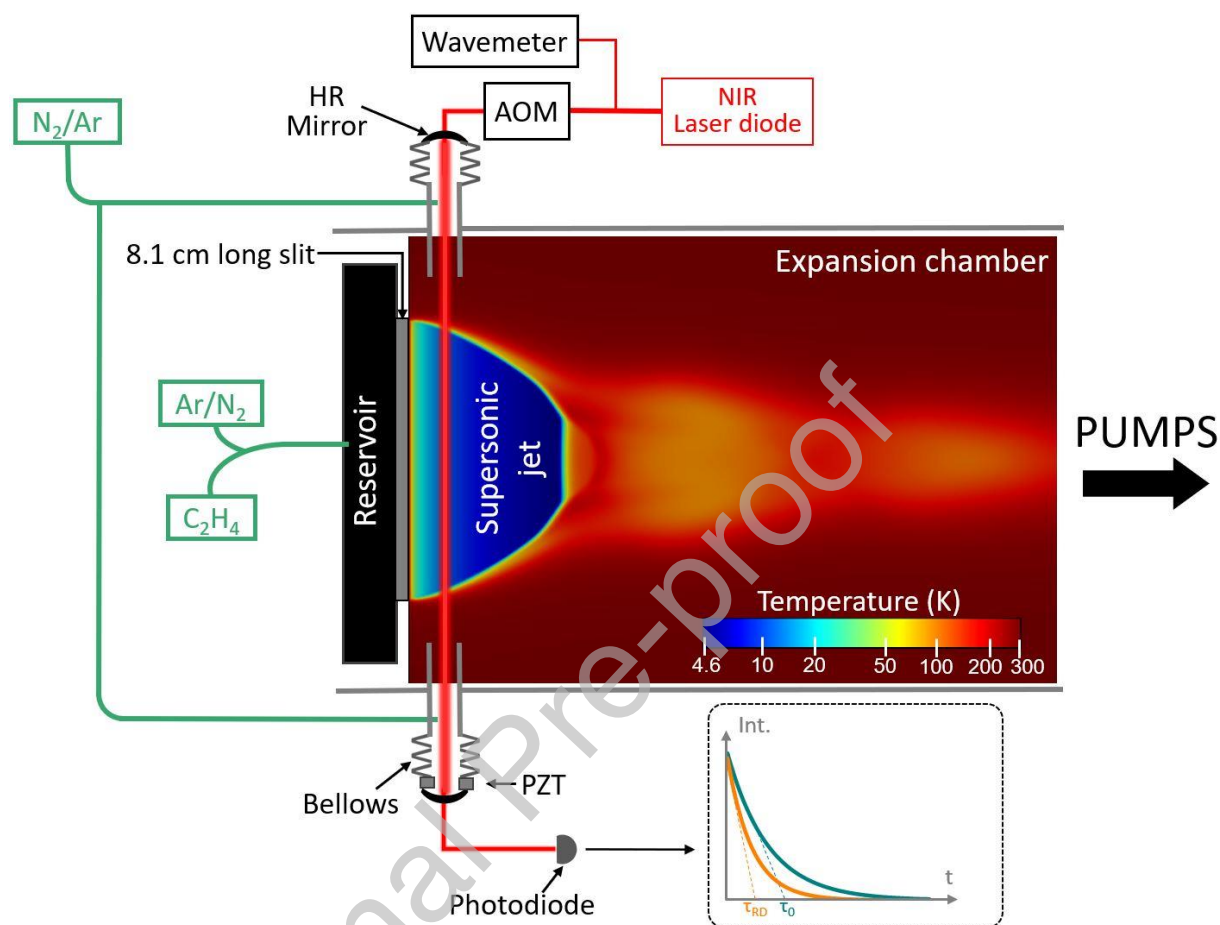 Wavemeter
HR
Mirror
AOM
NIR
Laser diode
N₂/Ar
8.1 cm long slit
Expansion chamber
Ar/N₂
C₂H₄
Reservoir
Supersonic
jet
PUMPS
Temperature (K)
4.6 10 20 50 100 200 300
Bellows
PZT
Photodiode
Int.
t
τRD τ0
nal Pre-proof